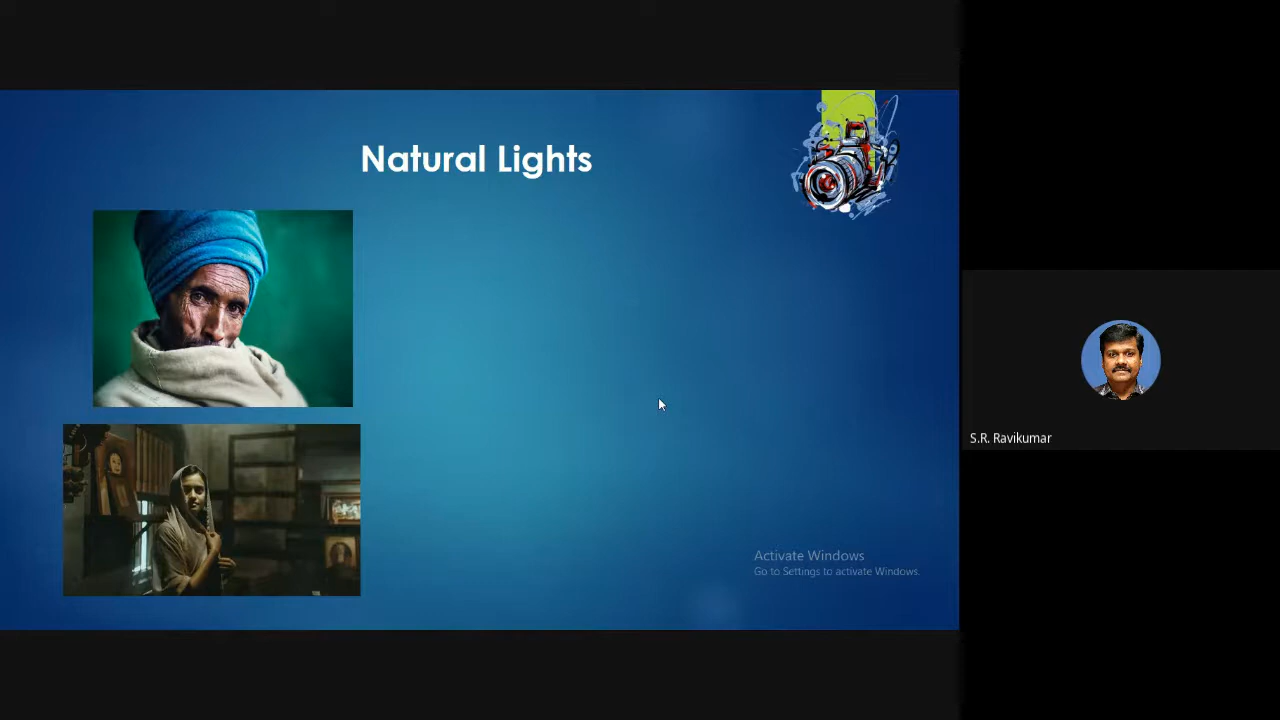 Natural Lights
Activate Windows
Go to Settings to activate Windows.
S.R. Ravikumar